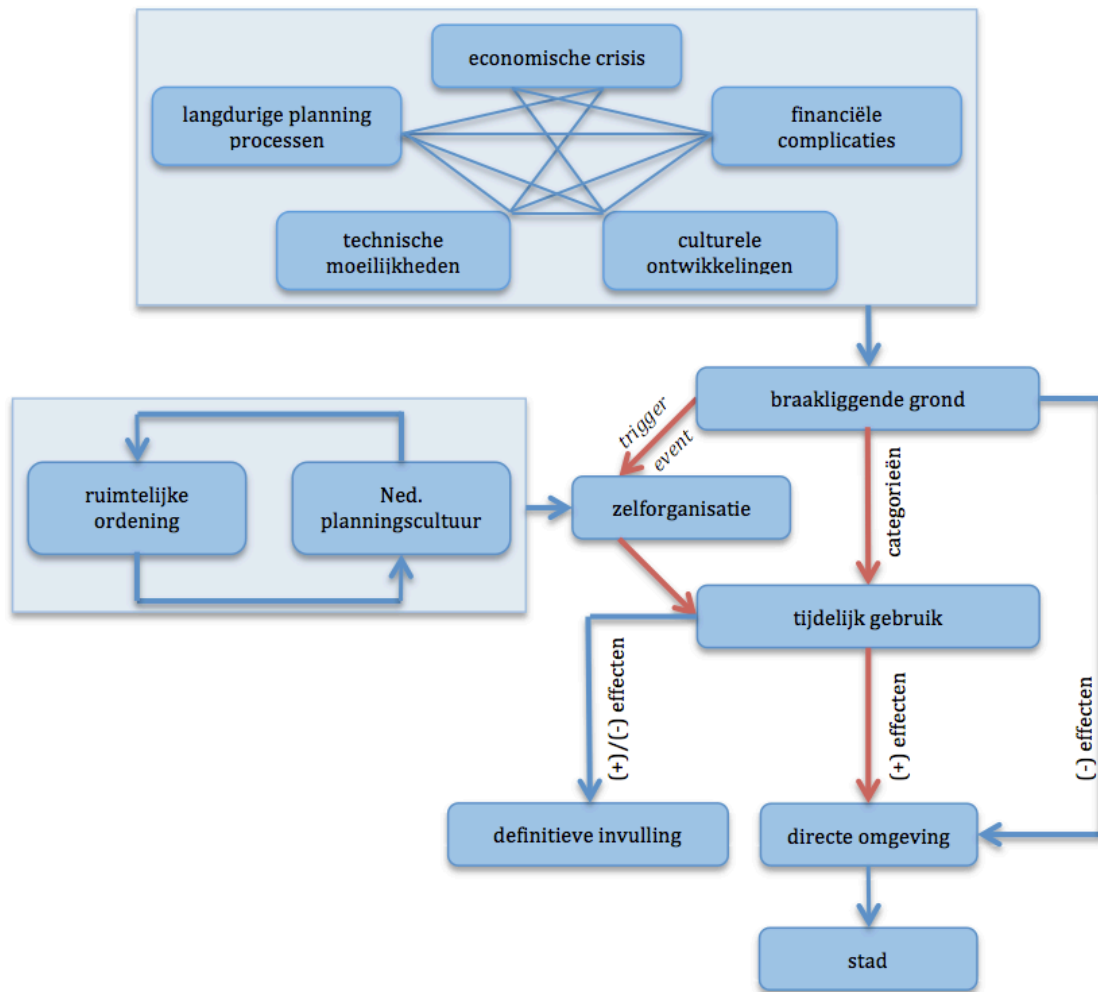 economische crisis
langdurige planning
processen
financiële
complicaties
technische
moeilijkheden
culturele
ontwikkelingen
braakliggende grond
trigger
event
categorieën
ruimtelijke
ordening
Ned.
planningscultuur
zelforganisatie
tijdelijk gebruik
(+)/(-) effecten
(+) effecten
(-) effecten
definitieve invulling
directe omgeving
stad